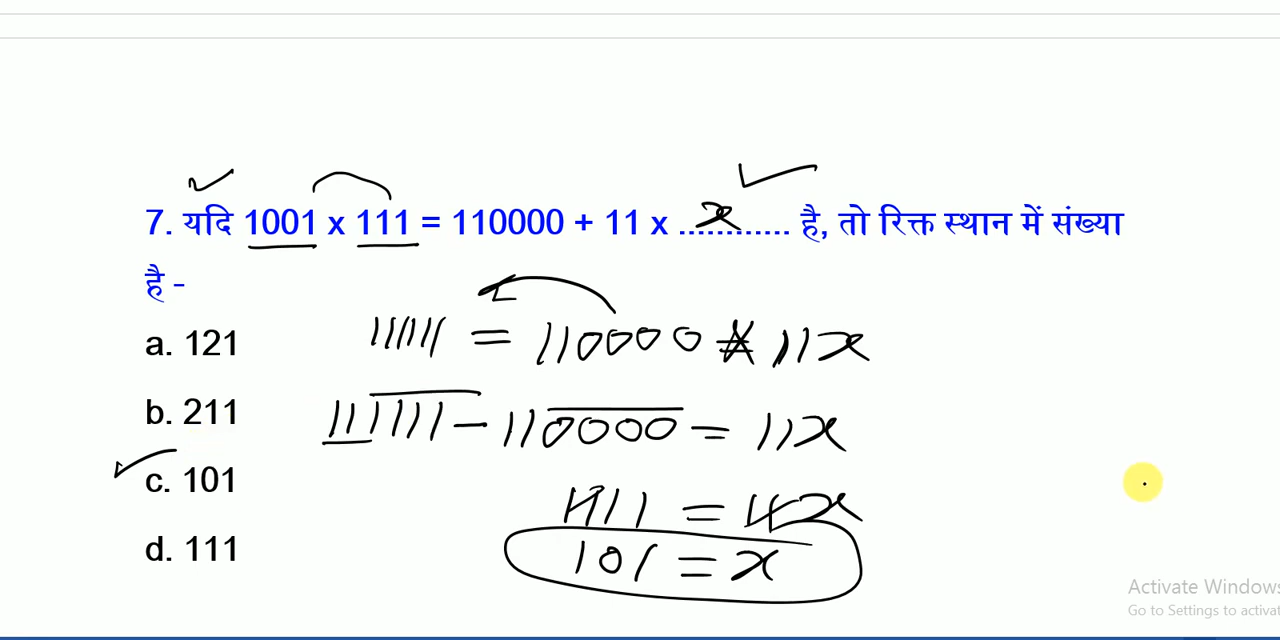 7. यदि 1001 x 111 = 110000 + 11 x ....x....... है, तो रिक्त स्थान में संख्या
है -
a. 121
111111 = 110000 + 11x
b. 211
111111 - 110000 = 11x
c. 101
1111 = 11x
d. 111
101 = x
Activate Windows
Go to Settings to activat